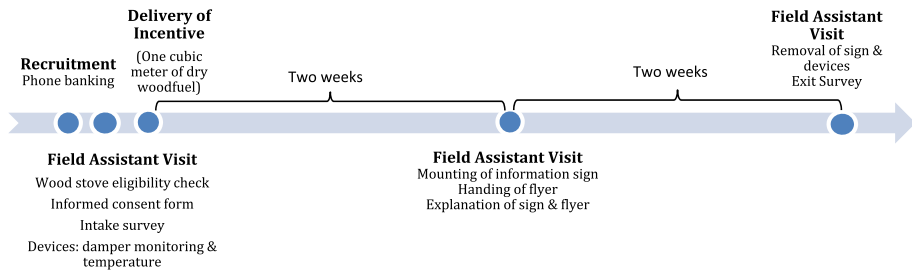 Recruitment
Phone banking
Delivery of
Incentive
(One cubic
meter of dry
woodfuel)
Two weeks
Two weeks
Field Assistant
Visit
Removal of sign &
devices
Exit Survey
Field Assistant Visit
Wood stove eligibility check
Informed consent form
Intake survey
Devices: damper monitoring &
temperature
Field Assistant Visit
Mounting of information sign
Handing of flyer
Explanation of sign & flyer